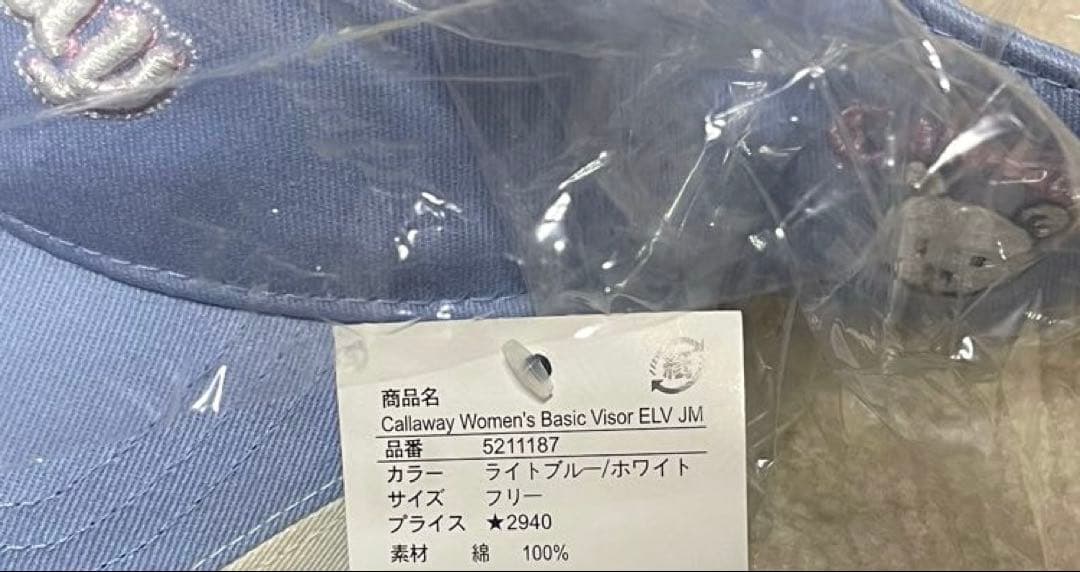 紙
商品名
Callaway Women's Basic Visor ELV JM
品番 5211187
カラー ライトブルー/ホワイト
サイズ フリー
プライス ★2940
素材 綿 100%